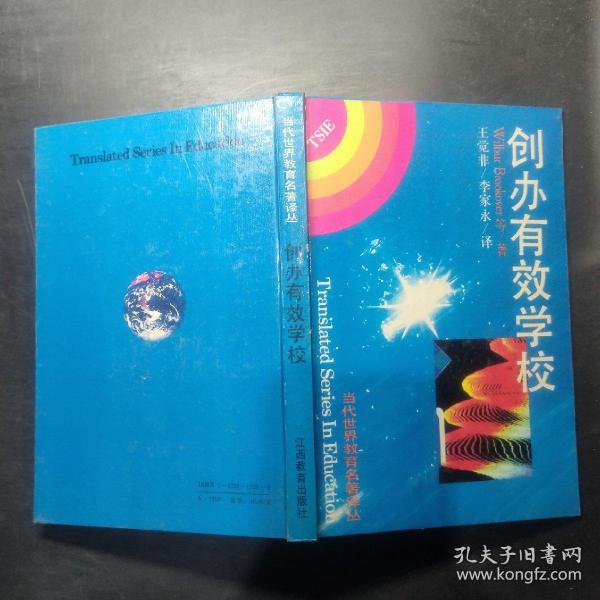 Translated Series In Education
当代世界教育名著译丛
创办有效学校
江西教育出版社
TSIE
创办有效学校
Wilbur Brookover 等 著
王觉非/李家永/译
Translated Series In Education
当代世界教育名著译丛
孔夫子旧书网
www.kongfz.com